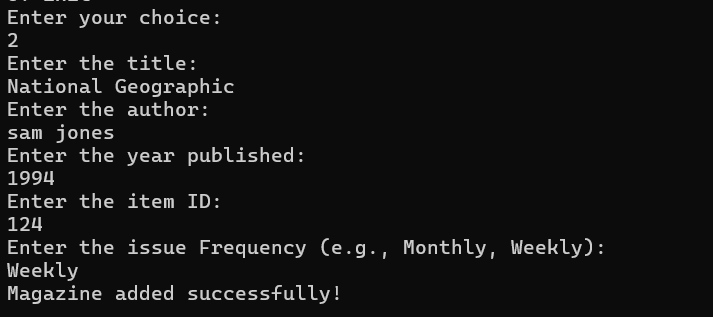 Enter your choice:
2
Enter the title:
National Geographic
Enter the author:
sam jones
Enter the year published:
1994
Enter the item ID:
124
Enter the issue Frequency (e.g., Monthly, Weekly):
Weekly
Magazine added successfully!